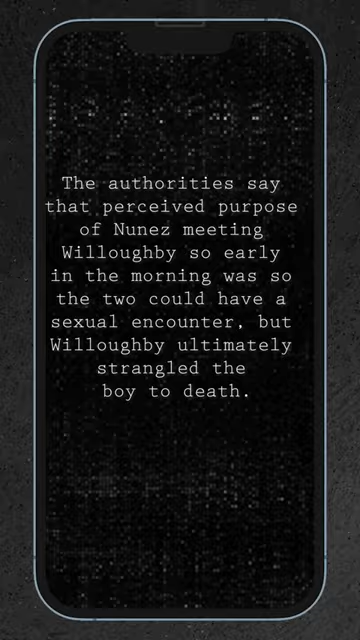 The authorities say
that perceived purpose
of Nunez meeting
Willoughby so early
in the morning was so
the two could have a
sexual encounter, but
Willoughby ultimately
strangled the
boy to death.